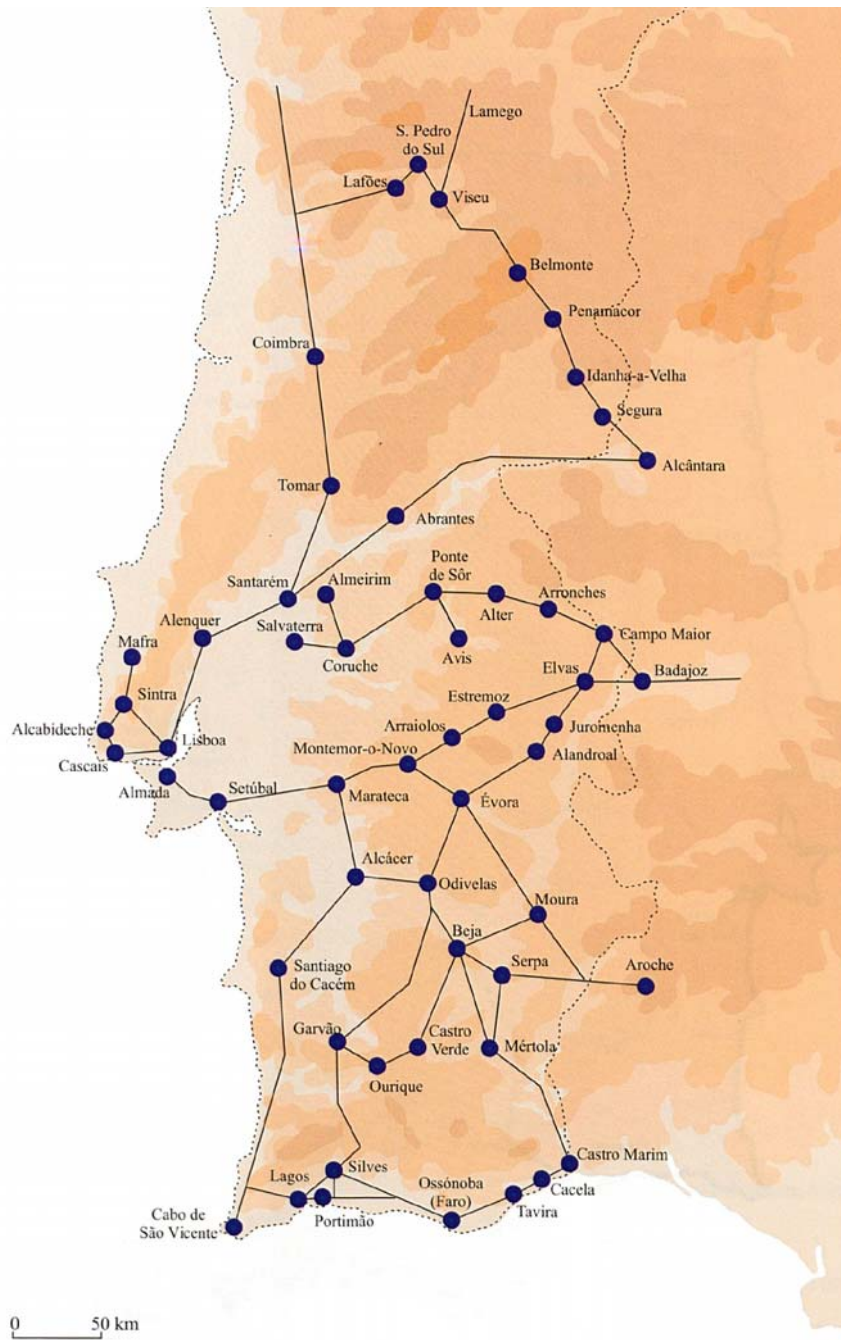 Lamego
S. Pedro
do Sul
Lafões
Viseu
Belmonte
Penamacor
Coimbra
Idanha-a-Velha
Segura
Alcântara
Tomar
Abrantes
Ponte
de Sôr
Santarém
Almeirim
Arronches
Alter
Alenquer
Salvaterra
Campo Maior
Mafra
Coruche
Avis
Elvas
Badajoz
Sintra
Estremoz
Alcabideche
Arraiolos
Juromenha
Lisboa
Montemor-o-Novo
Alandroal
Cascais
Almada
Setúbal
Marateca
Évora
Alcácer
Odivelas
Moura
Beja
Serpa
Aroche
Santiago
do Cacém
Garvão
Castro
Verde
Mértola
Ourique
Castro Marim
Silves
Lagos
Ossónoba
(Faro)
Cacela
Tavira
Portimão
Cabo de
São Vicente
0 50 km